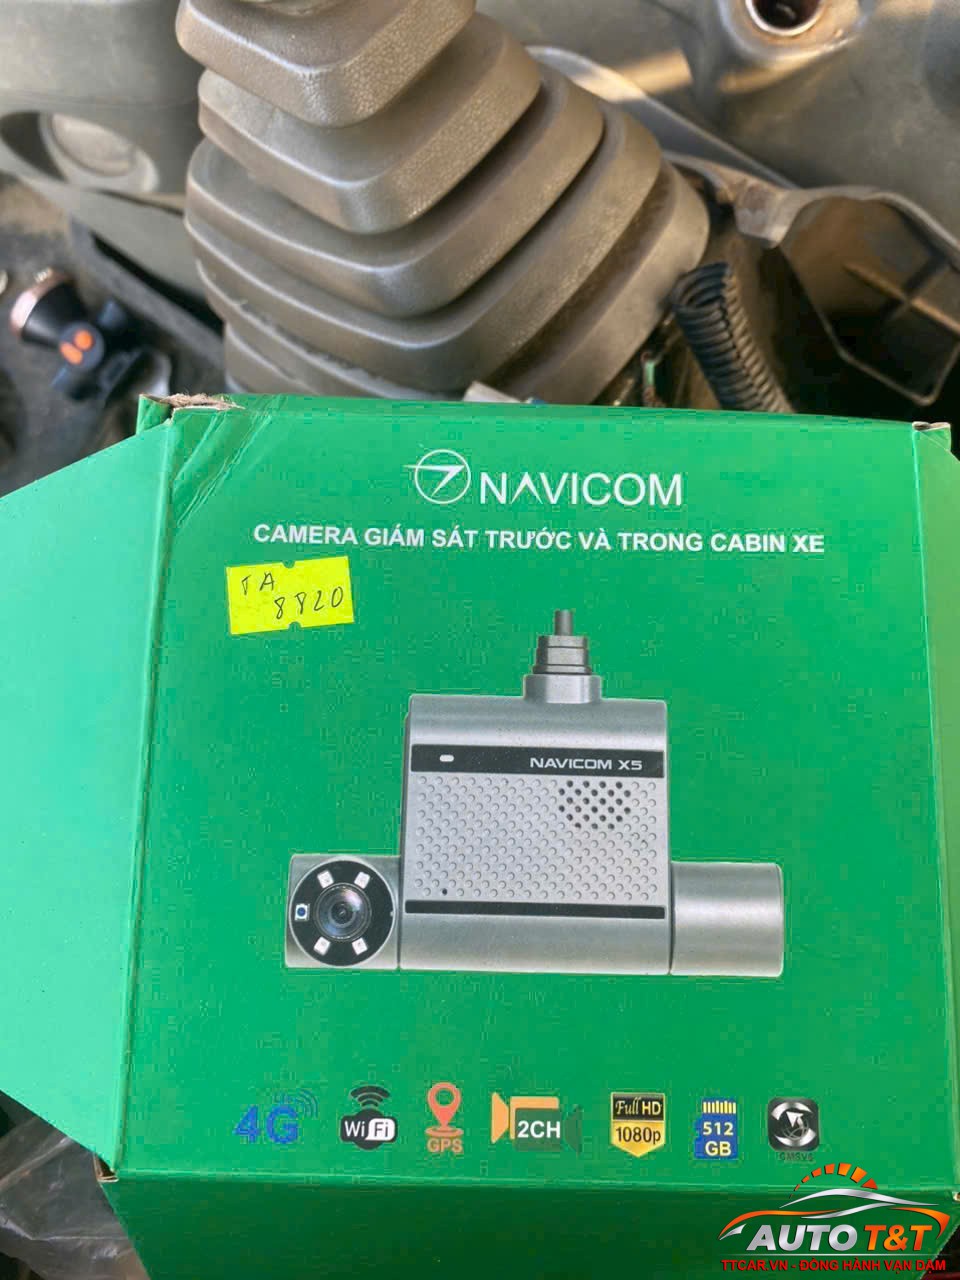 NAVICOM
CAMERA GIÁM SÁT TRƯỚC VÀ TRONG CABIN XE
TA
8820
NAVICOM X5
LTE
4G
WiFi
GPS
2CH
Full HD
1080p
512
GB
AUTO T&T
TTCAR.VN - ĐỒNG HÀNH VẠN DẶM